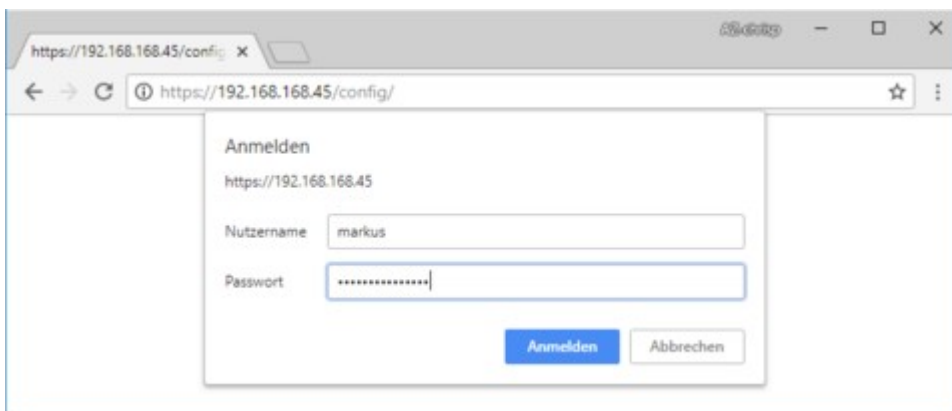 https://192.168.168.45/config
https://192.168.168.45/config/
Anmelden
https://192.168.168.45
Nutzername markus
Passwort •••••••••••••••
Anmelden Abbrechen